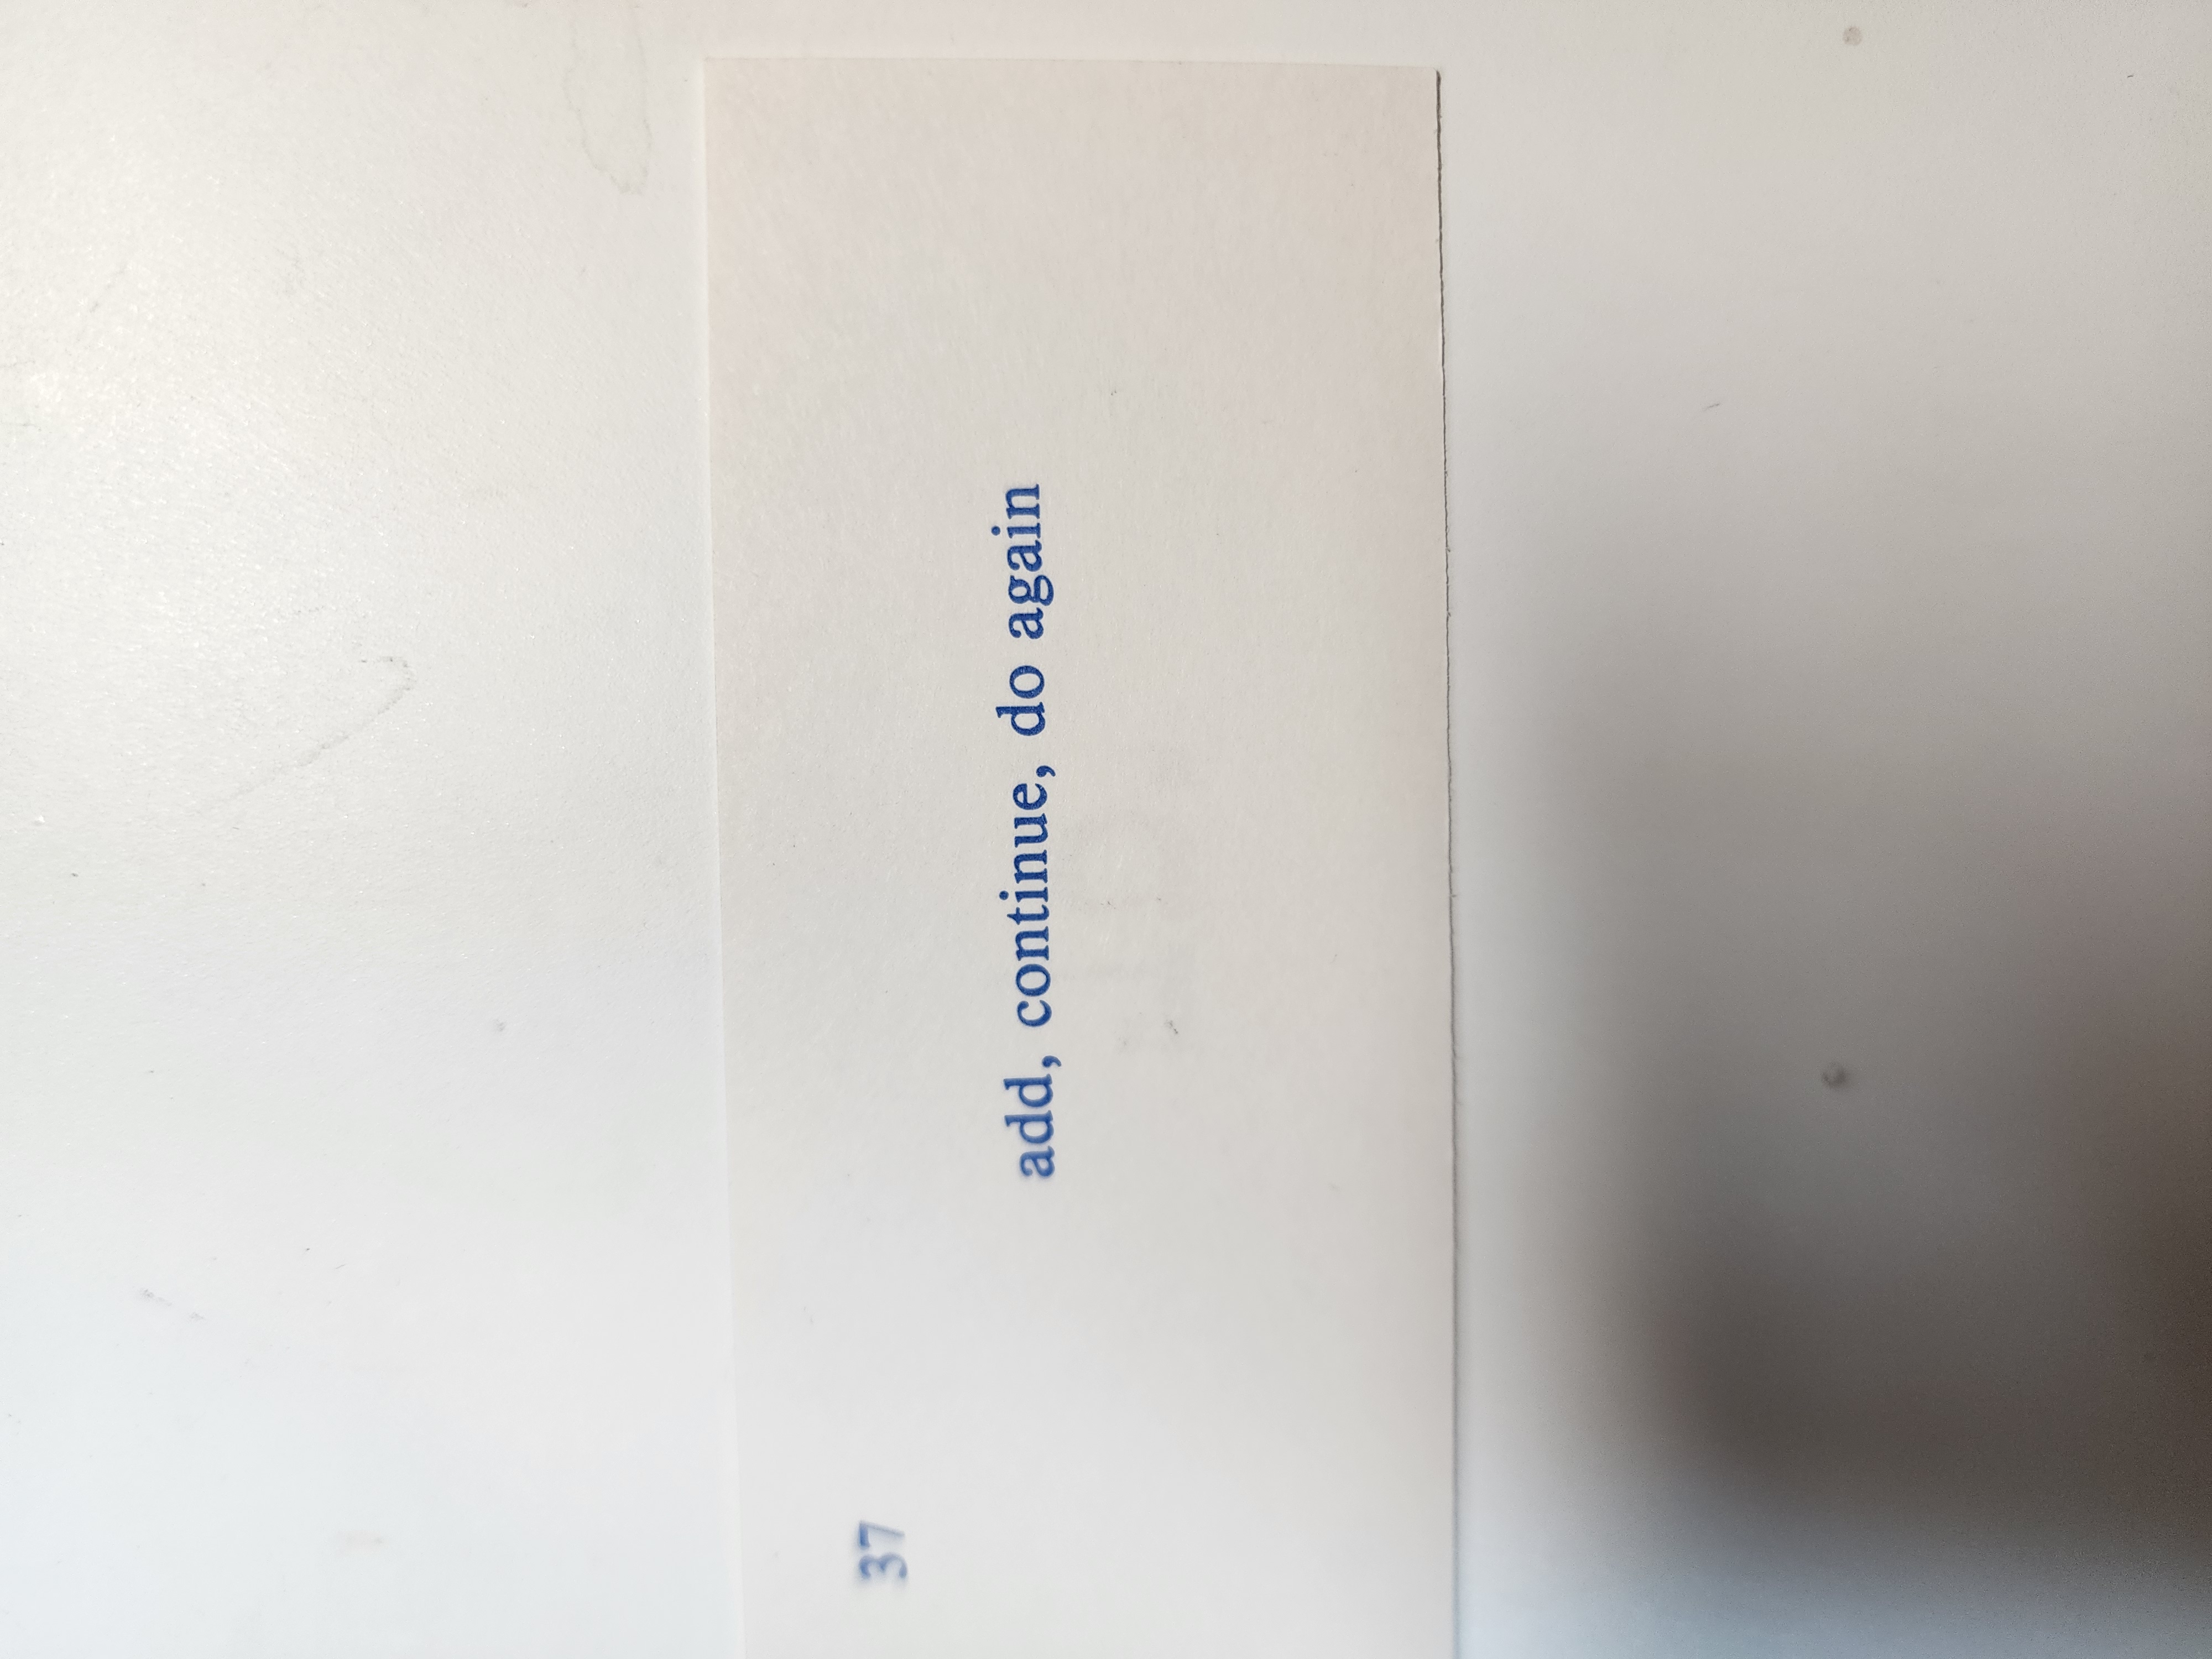 add, continue, do again
37